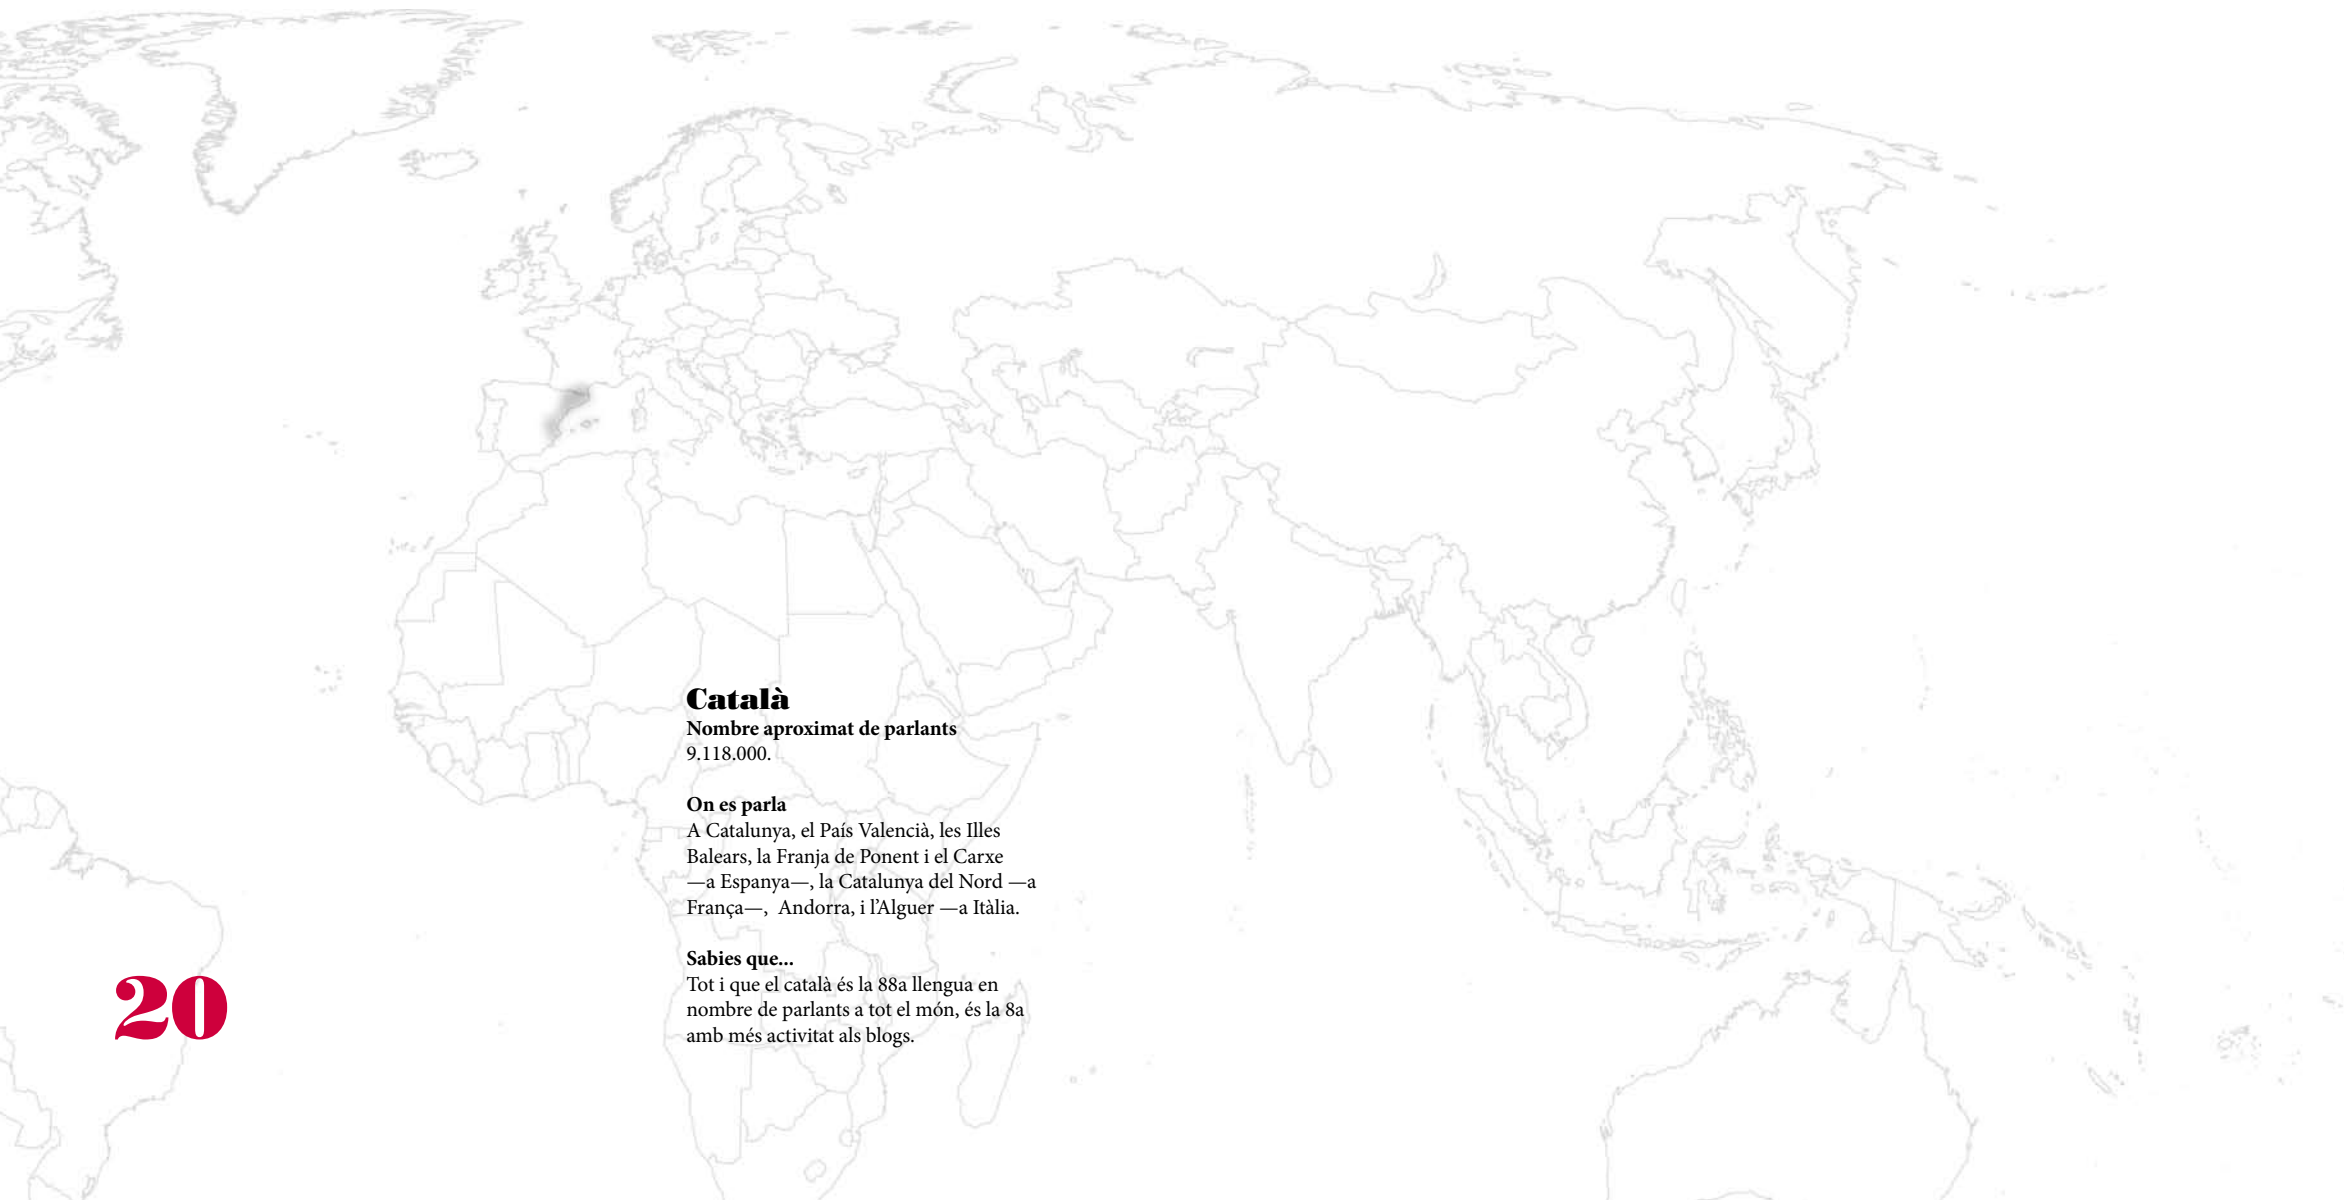 Català
Nombre aproximat de parlants
9.118.000.
On es parla
A Catalunya, el País Valencià, les Illes
Balears, la Franja de Ponent i el Carxe
—a Espanya—, la Catalunya del Nord —a
França—,  Andorra, i l’Alguer —a Itàlia.
Sabies que...
Tot i que el català és la 88a llengua en
nombre de parlants a tot el món, és la 8a
amb més activitat als blogs.
20